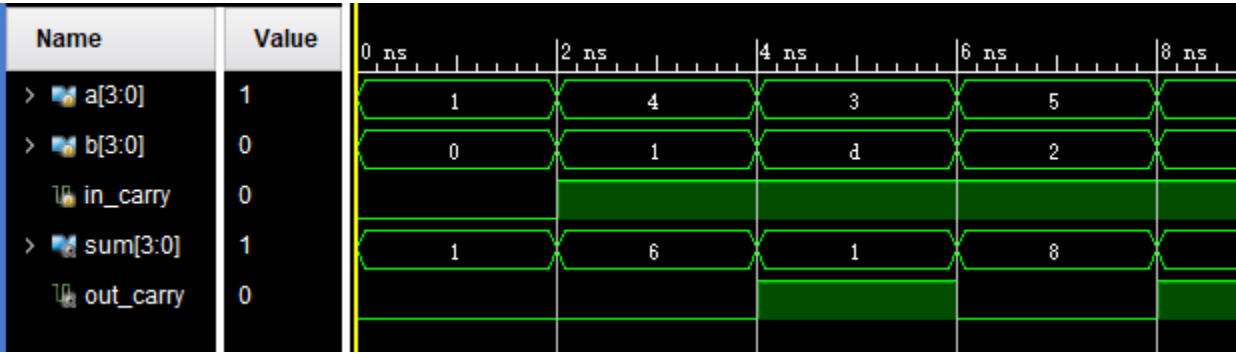 Name Value 0 ns 2 ns 4 ns 6 ns 8 ns
a[3:0] 1 1 4 3 5
b[3:0] 0 0 1 d 2
in_carry 0
sum[3:0] 1 1 6 1 8
out_carry 0